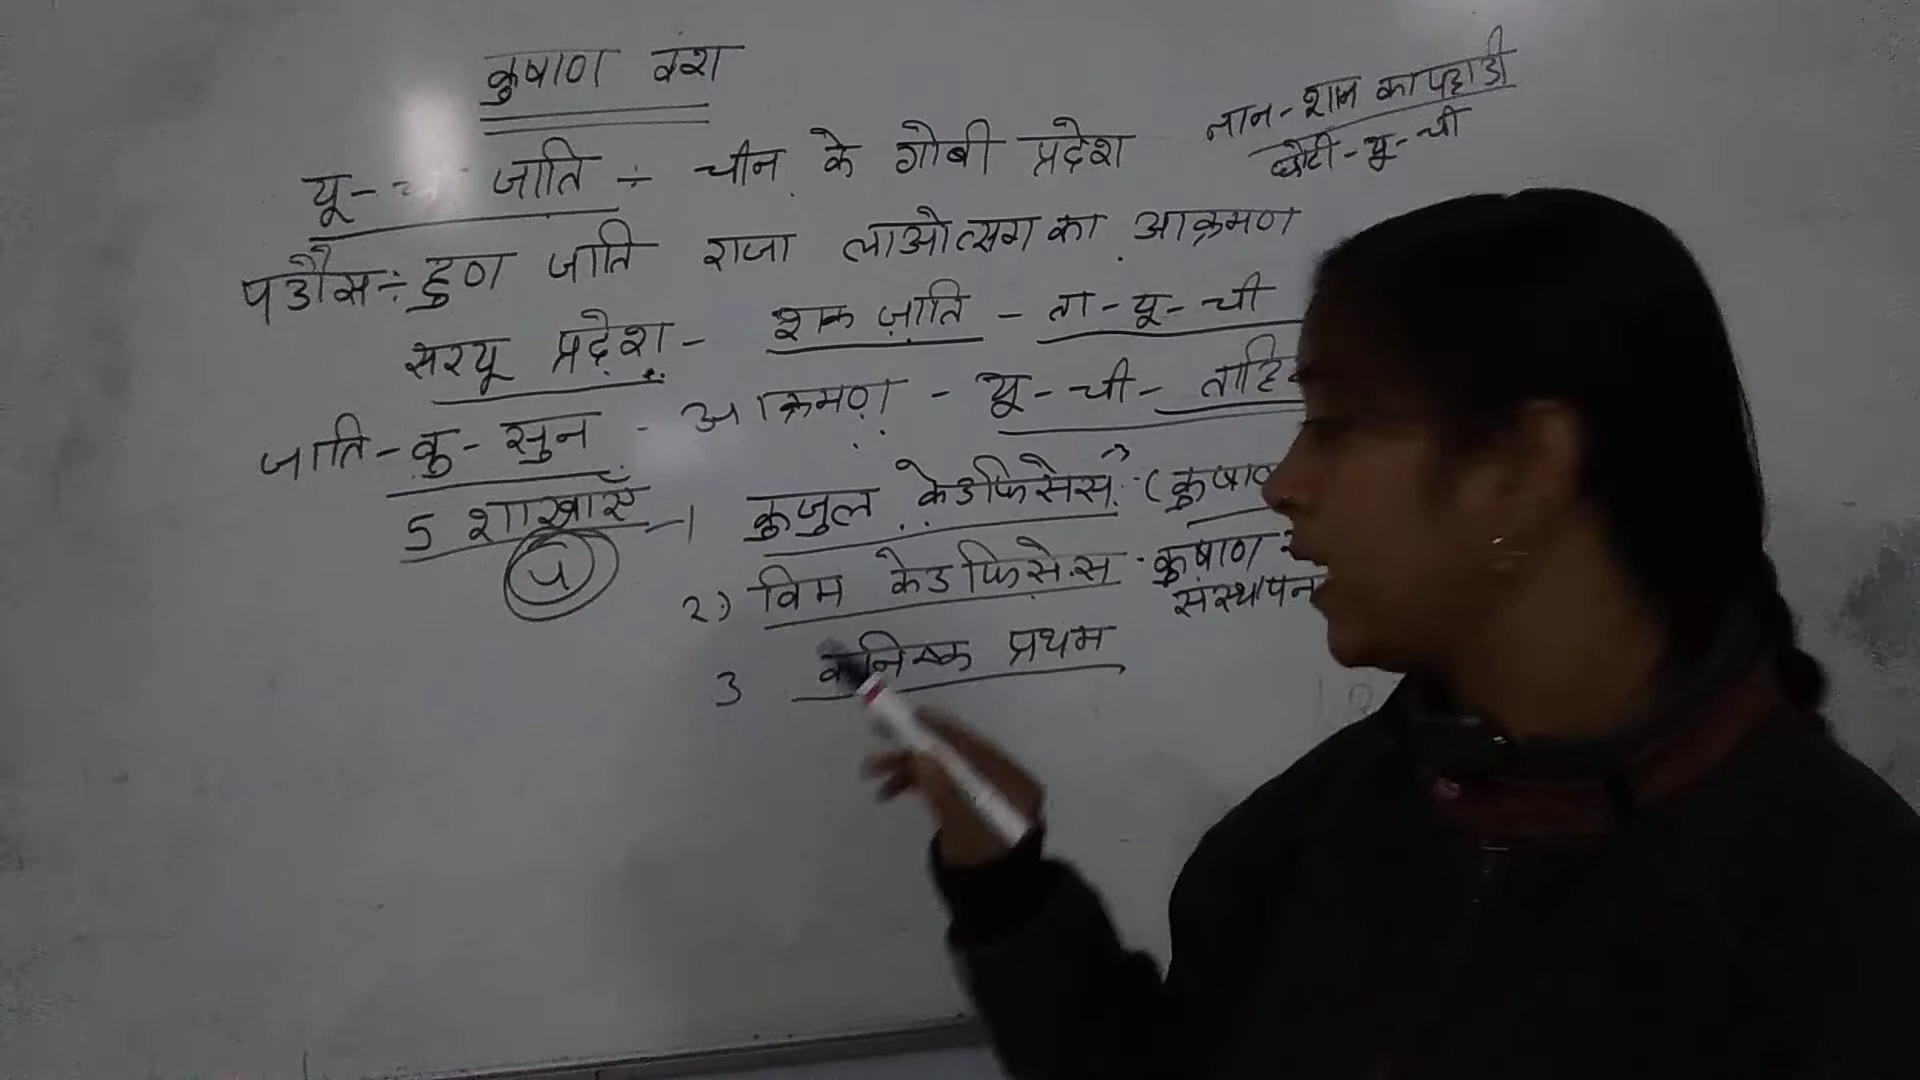 कुषाण वंश
नान-शान का पहाडी
छोटी-यू-ची
यू- जाति ÷ चीन के गोबी प्रदेश
पडौस ÷ हुण जाति राजा लाओत्सग का आक्रमण
सरयू प्रदेश - शक जाति - ता-यू-ची
जाति - कु-सुन - आक्रमण - यू-ची -
5 शाखाएँ - 1 कुजुल केडफिसेस (
2) विम केडफिसेस - कुषाण
3 कनिष्क प्रथम